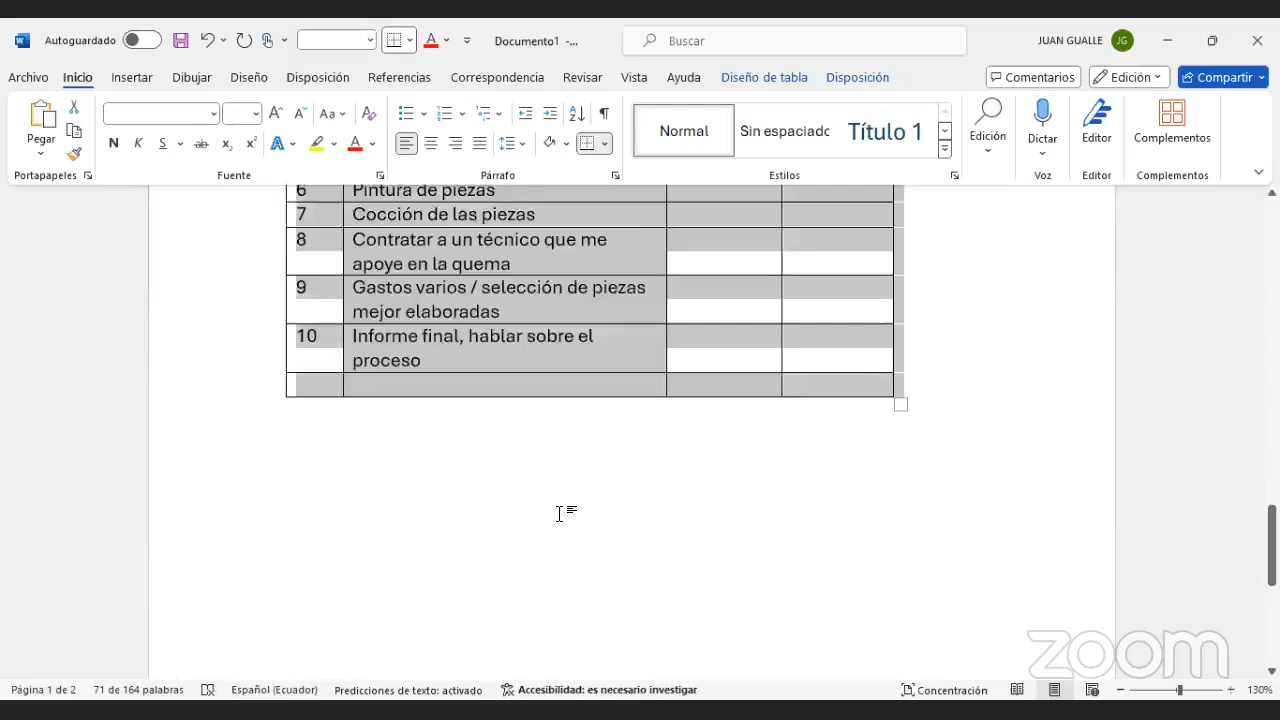 Autoguardado
Documento1 -...
Buscar
JUAN GUALLE
JG
Archivo Inicio Insertar Dibujar Diseño Disposición Referencias Correspondencia Revisar Vista Ayuda Diseño de tabla Disposición
Comentarios Edición Compartir
Pegar
N K S ab x₂ x² A A
Aa
Normal
Sin espaciado
Título 1
Edición
Dictar
Editor
Complementos
Portapapeles Fuente Párrafo Estilos Voz Editor Complementos
6 Pintura de piezas
7 Cocción de las piezas
8 Contratar a un técnico que me
apoye en la quema
9 Gastos varios / selección de piezas
mejor elaboradas
10 Informe final, hablar sobre el
proceso
zoom
Página 1 de 2 71 de 164 palabras Español (Ecuador) Predicciones de texto: activado Accesibilidad: es necesario investigar Concentración 130%